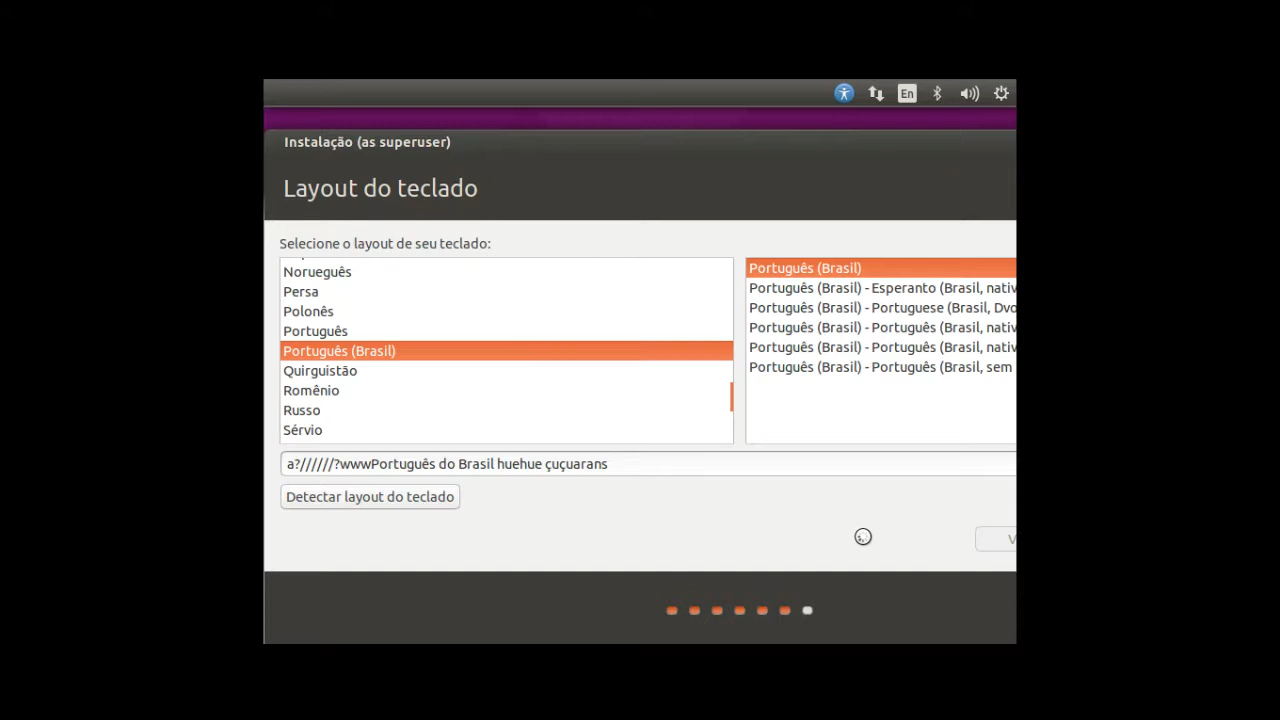 En
Instalação (as superuser)
Layout do teclado
Selecione o layout de seu teclado:
Norueguês
Persa
Polonês
Português
Português (Brasil)
Quirguistão
Romênio
Russo
Sérvio
Português (Brasil)
Português (Brasil) - Esperanto (Brasil, nativ
Português (Brasil) - Portuguese (Brasil, Dvo
Português (Brasil) - Português (Brasil, nativ
Português (Brasil) - Português (Brasil, nativ
Português (Brasil) - Português (Brasil, sem
a?//////?wwwPortuguês do Brasil huehue çuçuarans
Detectar layout do teclado
V